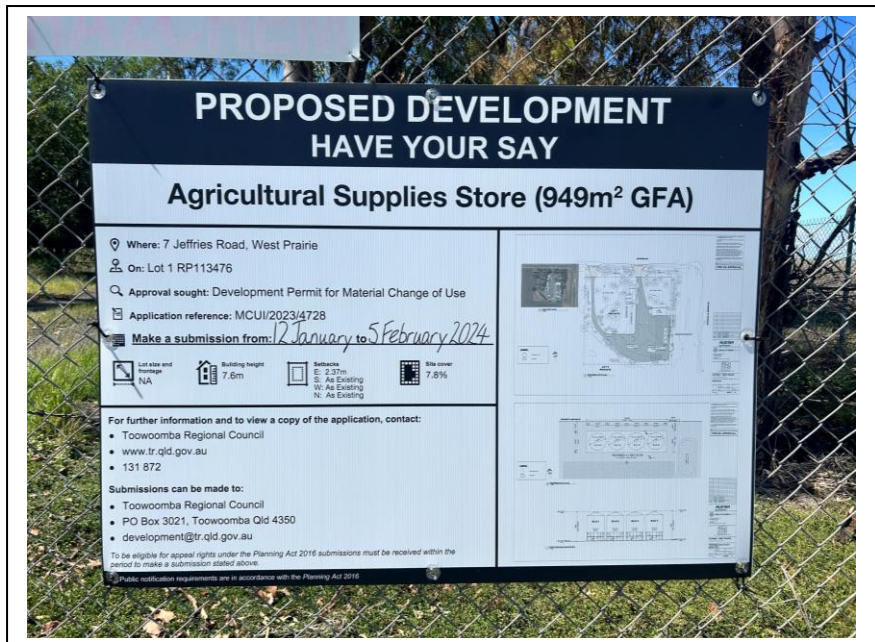 PROPOSED DEVELOPMENT
HAVE YOUR SAY
Agricultural Supplies Store (949m² GFA)
Where: 7 Jeffries Road, West Prairie
On: Lot 1 RP113476
Approval sought: Development Permit for Material Change of Use
Application reference: MCUI/2023/4728
Make a submission from: 12 January to 5 February 2024
Lot size and
frontage
NA
Building height
7.6m
Setbacks
E: 2.37m
S: As Existing
W: As Existing
N: As Existing
Site cover
7.8%
For further information and to view a copy of the application, contact:
• Toowoomba Regional Council
• www.tr.qld.gov.au
• 131 872
Submissions can be made to:
• Toowoomba Regional Council
• PO Box 3021, Toowoomba Qld 4350
• development@tr.qld.gov.au
To be eligible for appeal rights under the Planning Act 2016 submissions must be received within the
period to make a submission stated above.
Public notification requirements are in accordance with the Planning Act 2016